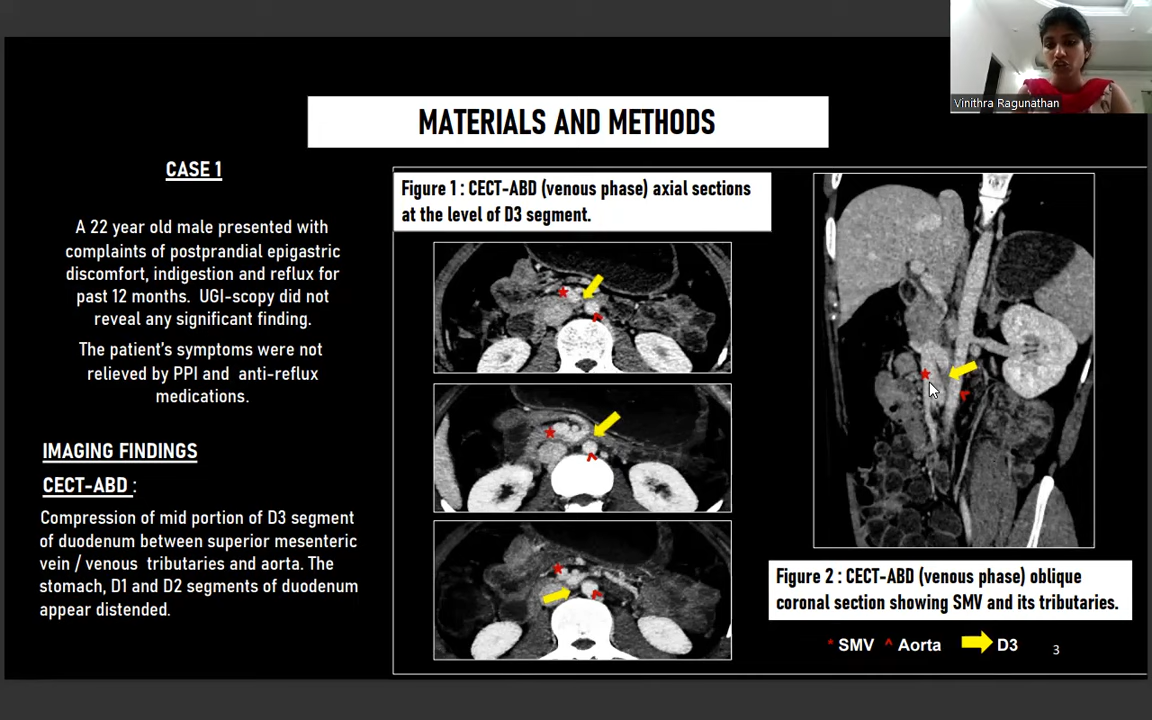 Vinithra Ragunathan
MATERIALS AND METHODS
CASE 1
A 22 year old male presented with
complaints of postprandial epigastric
discomfort, indigestion and reflux for
past 12 months. UGI-scopy did not
reveal any significant finding.
The patient's symptoms were not
relieved by PPI and anti-reflux
medications.
IMAGING FINDINGS
CECT-ABD :
Compression of mid portion of D3 segment
of duodenum between superior mesenteric
vein / venous tributaries and aorta. The
stomach, D1 and D2 segments of duodenum
appear distended.
Figure 1 : CECT-ABD (venous phase) axial sections
at the level of D3 segment.
Figure 2 : CECT-ABD (venous phase) oblique
coronal section showing SMV and its tributaries.
* SMV ^ Aorta D3
3